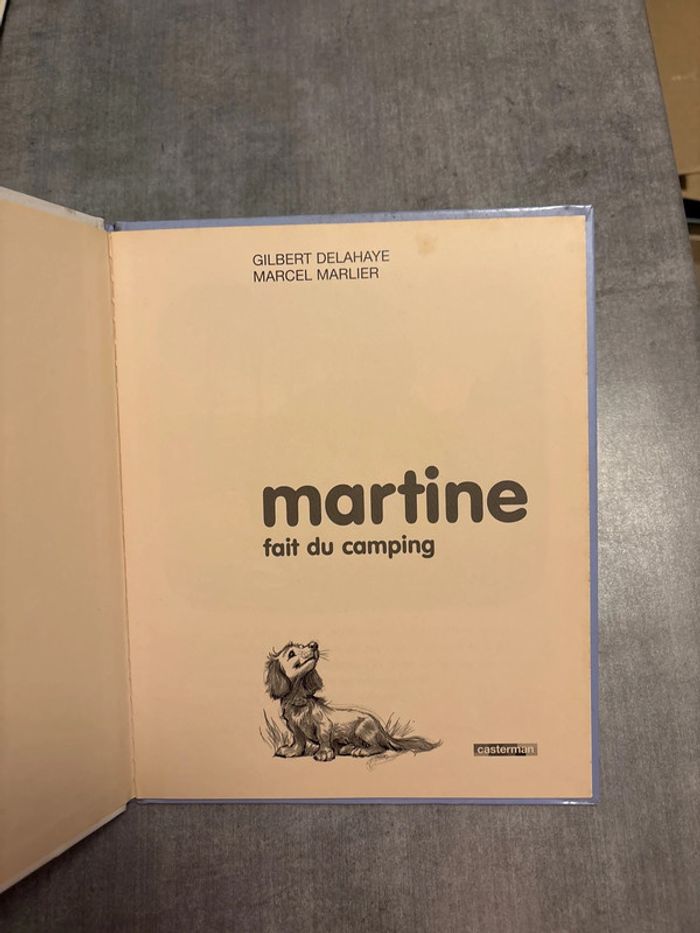 GILBERT DELAHAYE
MARCEL MARLIER
martine
fait du camping
casterman